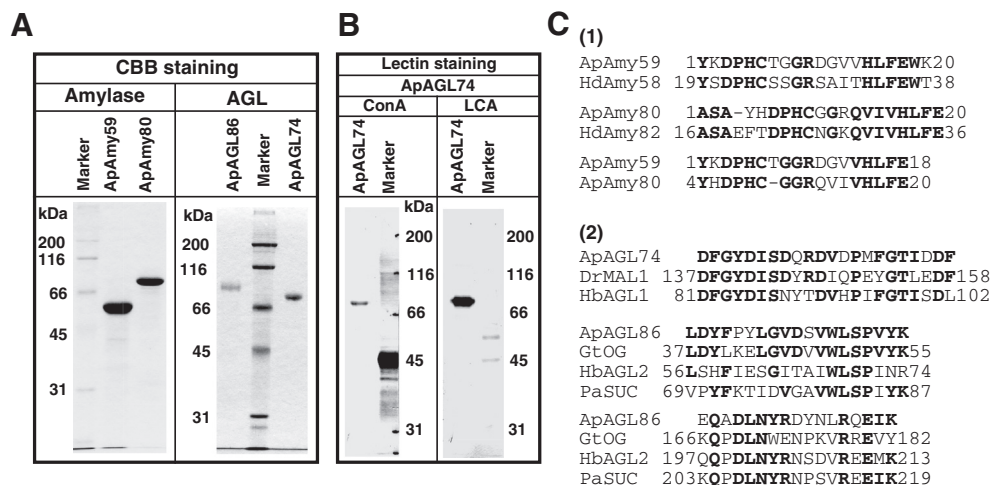 A
CBB staining
Amylase
AGL
Marker
ApAmy59
ApAmy80
ApAGL86
Marker
ApAGL74
kDa
200
116
66
45
31
kDa
200
116
66
45
31
B
Lectin staining
ApAGL74
ConA
LCA
ApAGL74
Marker
ApAGL74
Marker
kDa
200
116
66
45
31
200
116
66
45
31
C
(1)
ApAmy59 1YKDPHCTGGRDGVVHLFEWK20
HdAmy58 19YSDPHCSSGRSAITHLFEWT38
ApAmy80 1ASA-YHDPHCGGRQVIVHLFE20
HdAmy82 16ASAEFTDPHCNGKQVIVHLFE36
ApAmy59 1YKDPHCTGGRDGVVHLFE18
ApAmy80 4YHDPHC-GGRQVIVHLFE20
(2)
ApAGL74 DFGYDISDQRDVDPMFGTIDDF
DrMAL1 137DFGYDISDYRDIQPEYGTLEDF158
HbAGL1 81DFGYDISNYTDVHPIFGTISDL102
ApAGL86 LDYFPYLGVDSVWLSPVYK
GtOG 37LDYLKELGVDVVWLSPVYK55
HbAGL2 56LSHFIESGITAIWLSPINR74
PaSUC 69VPYFKTIDVGAVWLSPIYK87
ApAGL86 EQADLNYRDYNLRQEIK
GtOG 166KQPDLNWENPKVRREVY182
HbAGL2 197QQPDLNYRNSDVREEMK213
PaSUC 203KQPDLNYRNPSVREEIK219